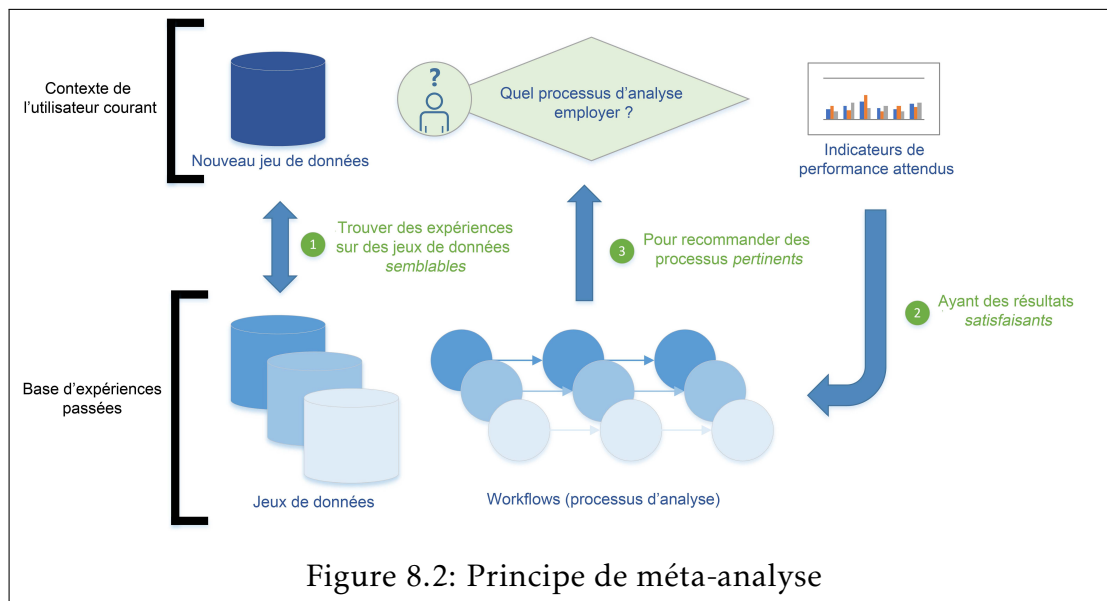 Contexte de
l'utilisateur courant
Nouveau jeu de données
?
Quel processus d'analyse
employer ?
Indicateurs de
performance attendus
1
Trouver des expériences
sur des jeux de données
semblables
3
Pour recommander des
processus pertinents
2
Ayant des résultats
satisfaisants
Base d'expériences
passées
Jeux de données
Workflows (processus d'analyse)
Figure 8.2: Principe de méta-analyse